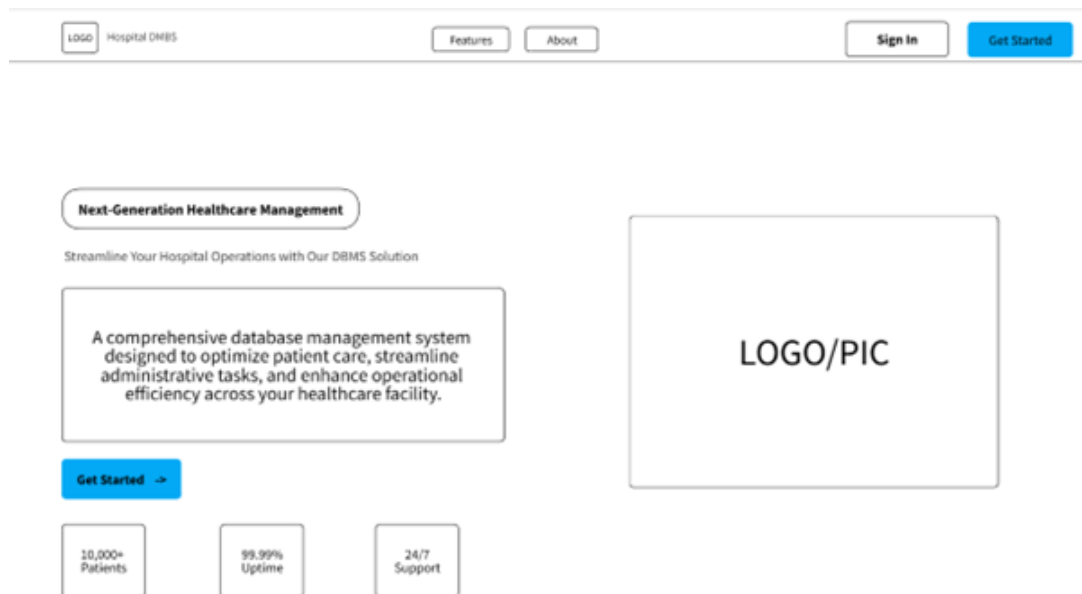 LOGO
Hospital DMBS
Features
About
Sign In
Get Started
Next-Generation Healthcare Management
Streamline Your Hospital Operations with Our DBMS Solution
A comprehensive database management system
designed to optimize patient care, streamline
administrative tasks, and enhance operational
efficiency across your healthcare facility.
LOGO/PIC
Get Started ->
10,000+
Patients
99.99%
Uptime
24/7
Support